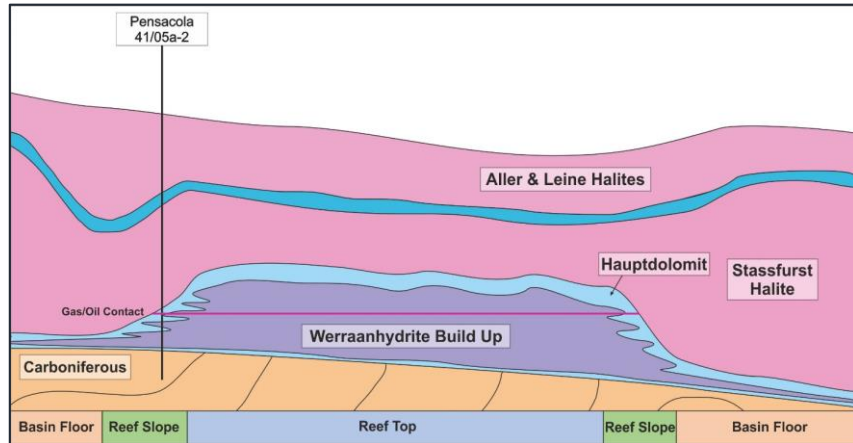 Pensacola
41/05a-2
Aller & Leine Halites
Hauptdolomit
Stassfurst
Halite
Gas/Oil Contact
Werraanhydrite Build Up
Carboniferous
Basin Floor
Reef Slope
Reef Top
Reef Slope
Basin Floor